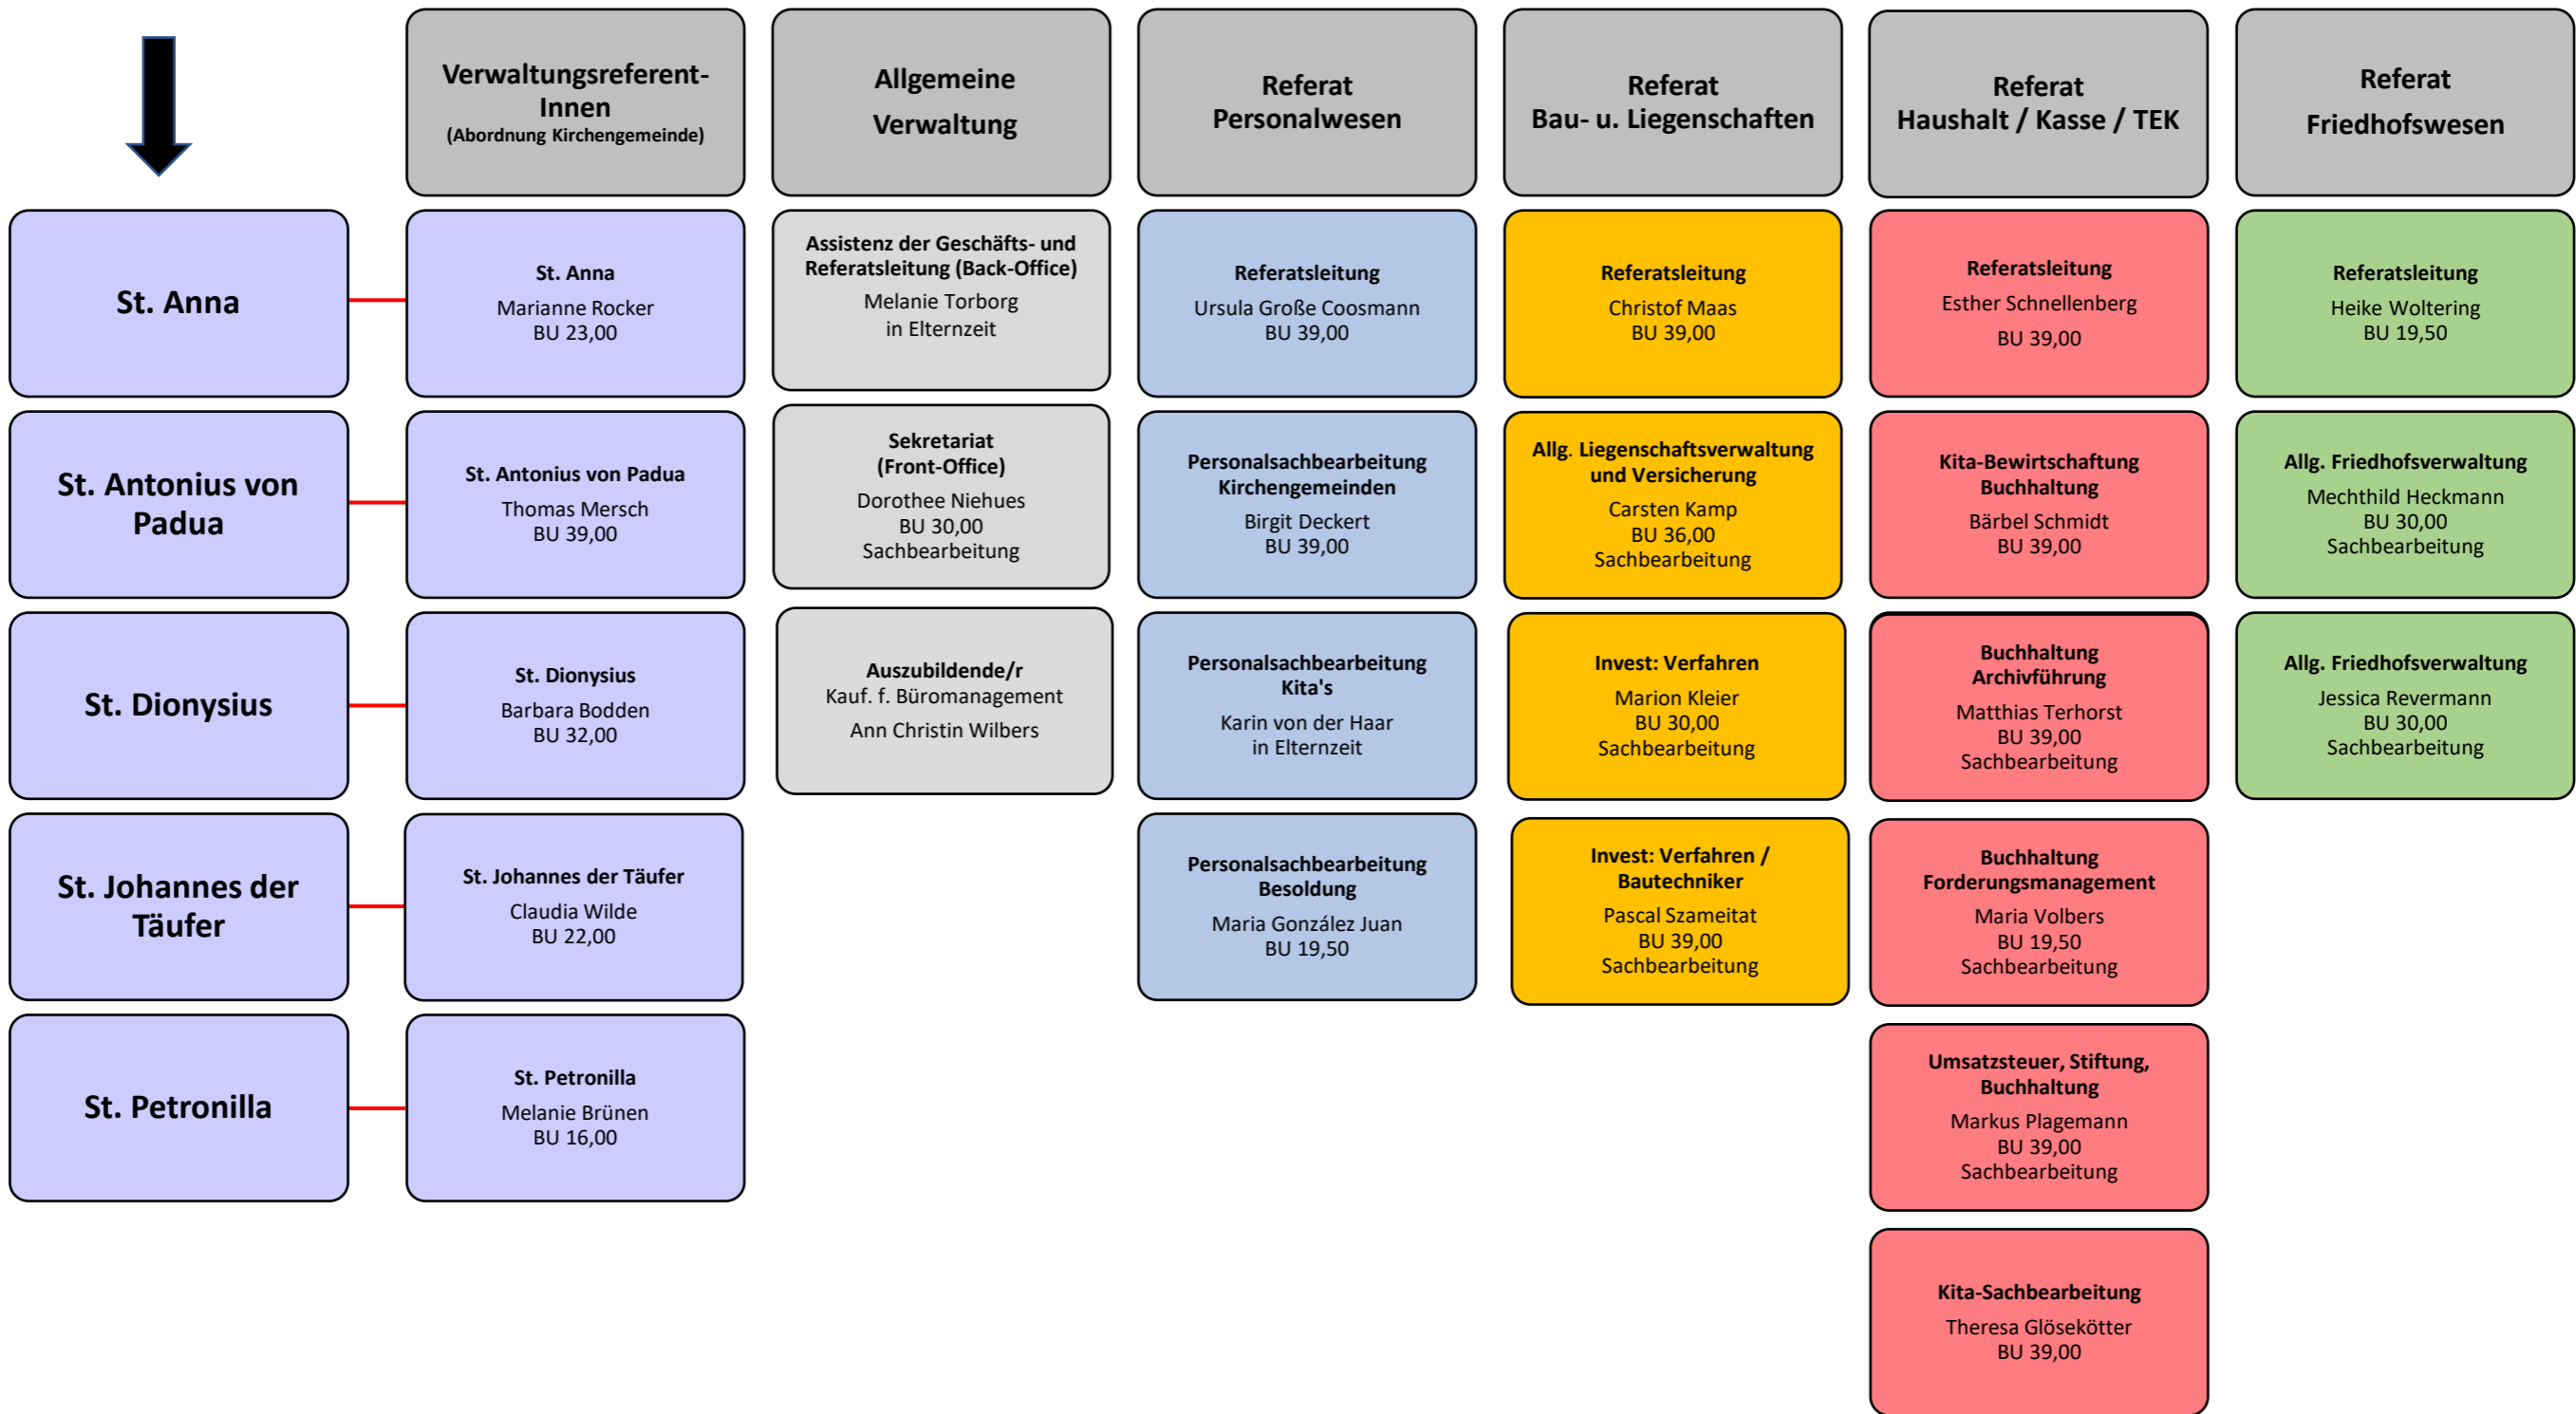 Verwaltungsreferent-
Innen
(Abordnung Kirchengemeinde)
Allgemeine
Verwaltung
Referat
Personalwesen
Referat
Bau- u. Liegenschaften
Referat
Haushalt / Kasse / TEK
Referat
Friedhofswesen
St. Anna
St. Anna
Marianne Rocker
BU 23,00
Assistenz der Geschäfts- und
Referatsleitung (Back-Office)
Melanie Torborg
in Elternzeit
Referatsleitung
Ursula Große Coosmann
BU 39,00
Referatsleitung
Christof Maas
BU 39,00
Referatsleitung
Esther Schnellenberg
BU 39,00
Referatsleitung
Heike Woltering
BU 19,50
St. Antonius von
Padua
St. Antonius von Padua
Thomas Mersch
BU 39,00
Sekretariat
(Front-Office)
Dorothee Niehues
BU 30,00
Sachbearbeitung
Personalsachbearbeitung
Kirchengemeinden
Birgit Deckert
BU 39,00
Allg. Liegenschaftsverwaltung
und Versicherung
Carsten Kamp
BU 36,00
Sachbearbeitung
Kita-Bewirtschaftung
Buchhaltung
Bärbel Schmidt
BU 39,00
Allg. Friedhofsverwaltung
Mechthild Heckmann
BU 30,00
Sachbearbeitung
St. Dionysius
St. Dionysius
Barbara Bodden
BU 32,00
Auszubildende/r
Kauf. f. Büromanagement
Ann Christin Wilbers
Personalsachbearbeitung
Kita's
Karin von der Haar
in Elternzeit
Invest: Verfahren
Marion Kleier
BU 30,00
Sachbearbeitung
Buchhaltung
Archivführung
Matthias Terhorst
BU 39,00
Sachbearbeitung
Allg. Friedhofsverwaltung
Jessica Revermann
BU 30,00
Sachbearbeitung
St. Johannes der
Täufer
St. Johannes der Täufer
Claudia Wilde
BU 22,00
Personalsachbearbeitung
Besoldung
Maria González Juan
BU 19,50
Invest: Verfahren /
Bautechniker
Pascal Szameitat
BU 39,00
Sachbearbeitung
Buchhaltung
Forderungsmanagement
Maria Volbers
BU 19,50
Sachbearbeitung
St. Petronilla
St. Petronilla
Melanie Brünen
BU 16,00
Umsatzsteuer, Stiftung,
Buchhaltung
Markus Plagemann
BU 39,00
Sachbearbeitung
Kita-Sachbearbeitung
Theresa Glösekötter
BU 39,00